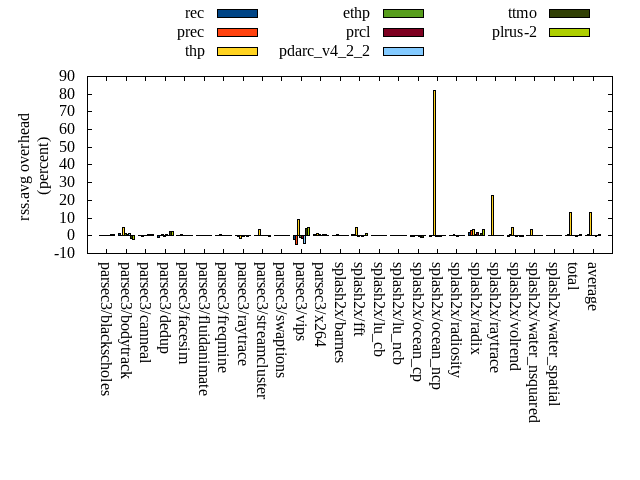 rec
prec
thp
ethp
prcl
pdarc_v4_2_2
ttmo
plrus-2
rss.avg overhead
(percent)
90
80
70
60
50
40
30
20
10
0
-10
parsec3/blackscholes
parsec3/bodytrack
parsec3/canneal
parsec3/dedup
parsec3/facesim
parsec3/fluidanimate
parsec3/freqmine
parsec3/raytrace
parsec3/streamcluster
parsec3/swaptions
parsec3/vips
parsec3/x264
splash2x/barnes
splash2x/fft
splash2x/lu_cb
splash2x/lu_ncb
splash2x/ocean_cp
splash2x/ocean_ncp
splash2x/radiosity
splash2x/radix
splash2x/raytrace
splash2x/volrend
splash2x/water_nsquared
splash2x/water_spatial
total
average